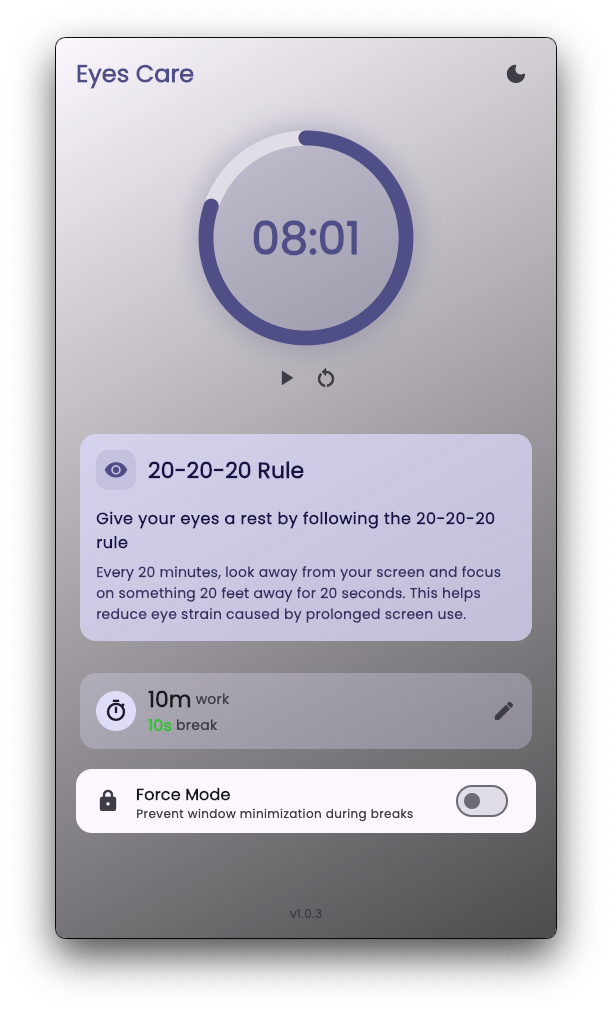 Eyes Care
08:01
20-20-20 Rule
Give your eyes a rest by following the 20-20-20
rule
Every 20 minutes, look away from your screen and focus
on something 20 feet away for 20 seconds. This helps
reduce eye strain caused by prolonged screen use.
10m work
10s break
Force Mode
Prevent window minimization during breaks
v1.0.3